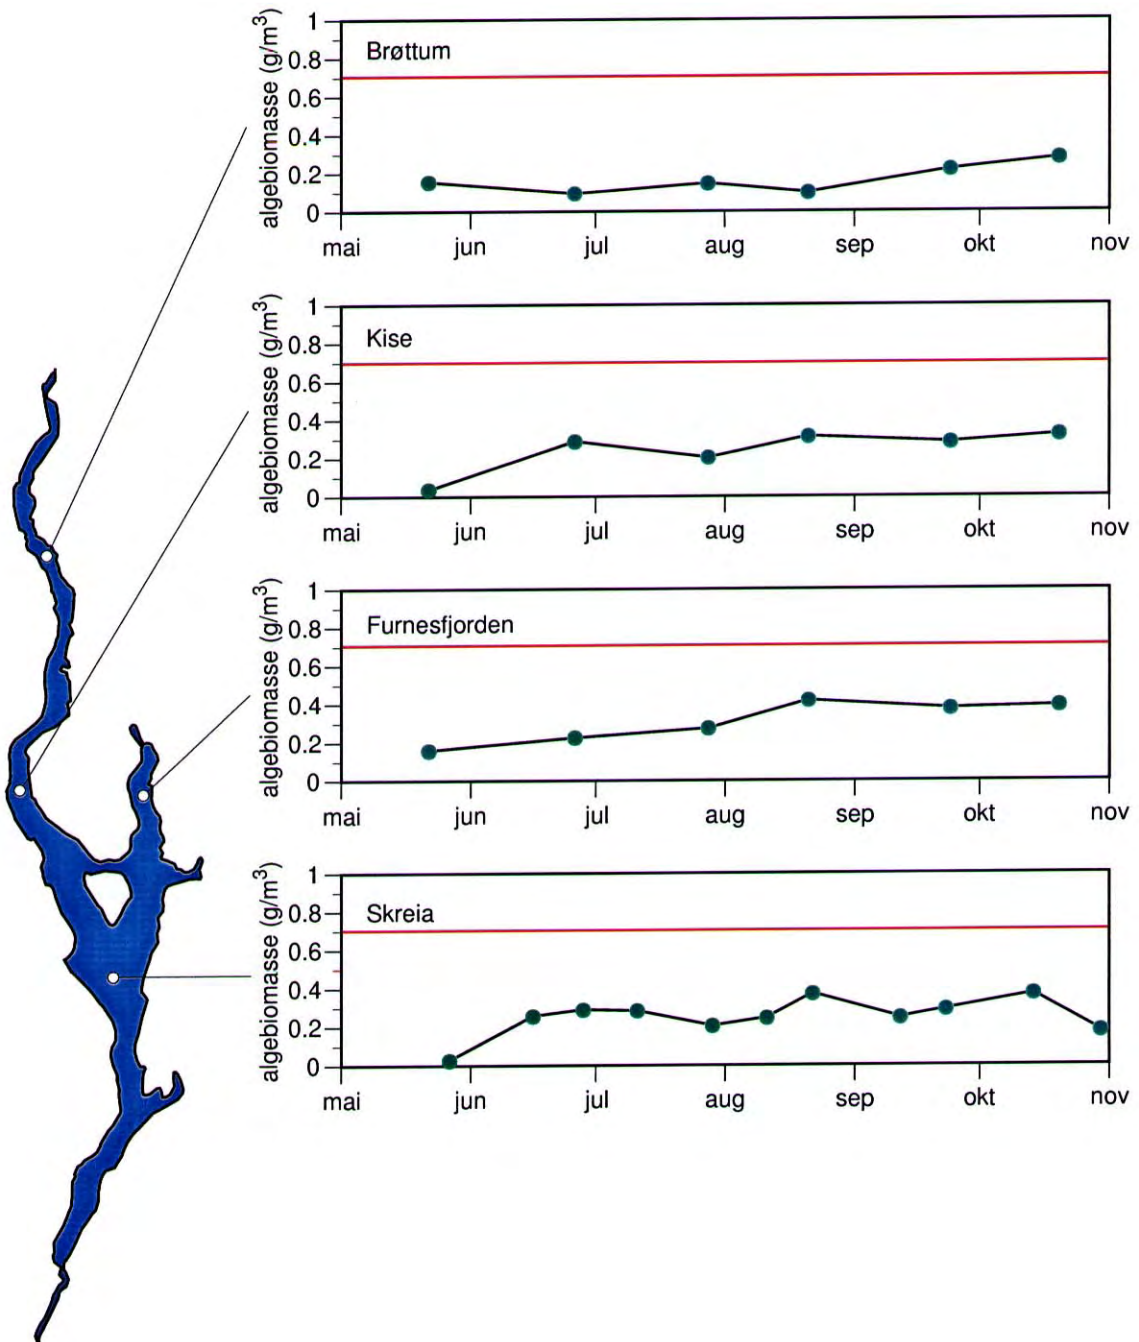 Brøttum
algebiomasse (g/m³)
1
0.8
0.6
0.4
0.2
0
mai jun jul aug sep okt nov
Kise
algebiomasse (g/m³)
1
0.8
0.6
0.4
0.2
0
mai jun jul aug sep okt nov
Furnesfjorden
algebiomasse (g/m³)
1
0.8
0.6
0.4
0.2
0
mai jun jul aug sep okt nov
Skreia
algebiomasse (g/m³)
1
0.8
0.6
0.4
0.2
0
mai jun jul aug sep okt nov